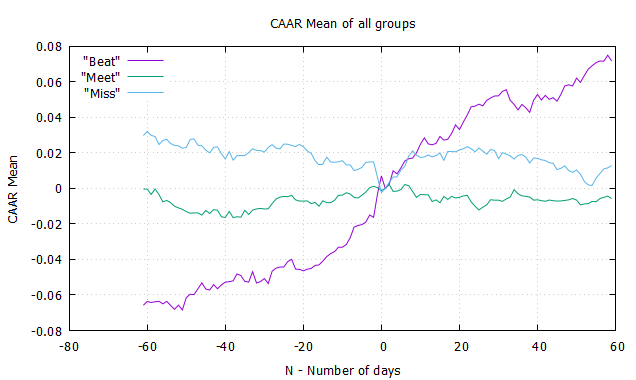 CAAR Mean of all groups
"Beat"
"Meet"
"Miss"
0.08
0.06
0.04
0.02
0
-0.02
-0.04
-0.06
-0.08
CAAR Mean
-80 -60 -40 -20 0 20 40 60
N - Number of days